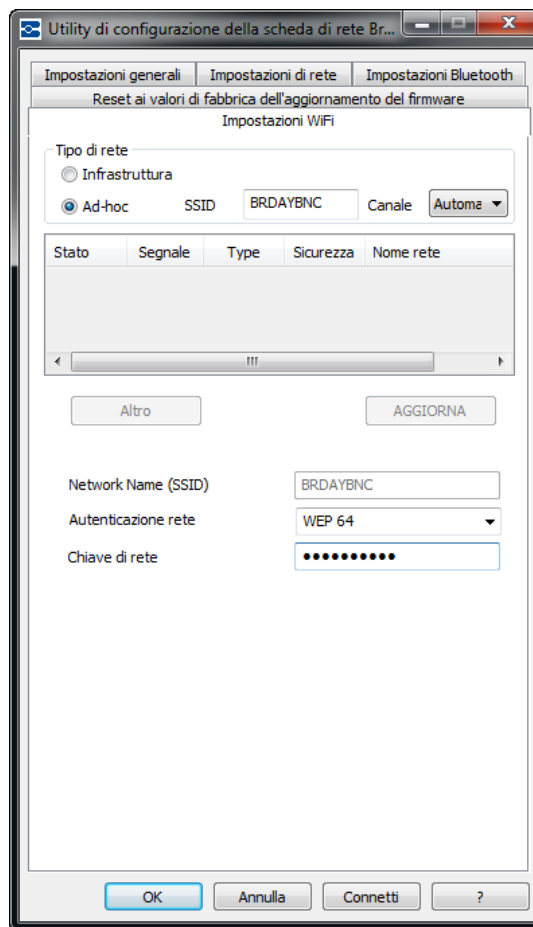 Utility di configurazione della scheda di rete Br...
Impostazioni generali Impostazioni di rete Impostazioni Bluetooth
Reset ai valori di fabbrica dell'aggiornamento del firmware
Impostazioni WiFi
Tipo di rete
Infrastruttura
Ad-hoc SSID BRDAYBNC Canale Automa
Stato Segnale Type Sicurezza Nome rete
Altro AGGIORNA
Network Name (SSID) BRDAYBNC
Autenticazione rete WEP 64
Chiave di rete ••••••••••
OK Annulla Connetti ?